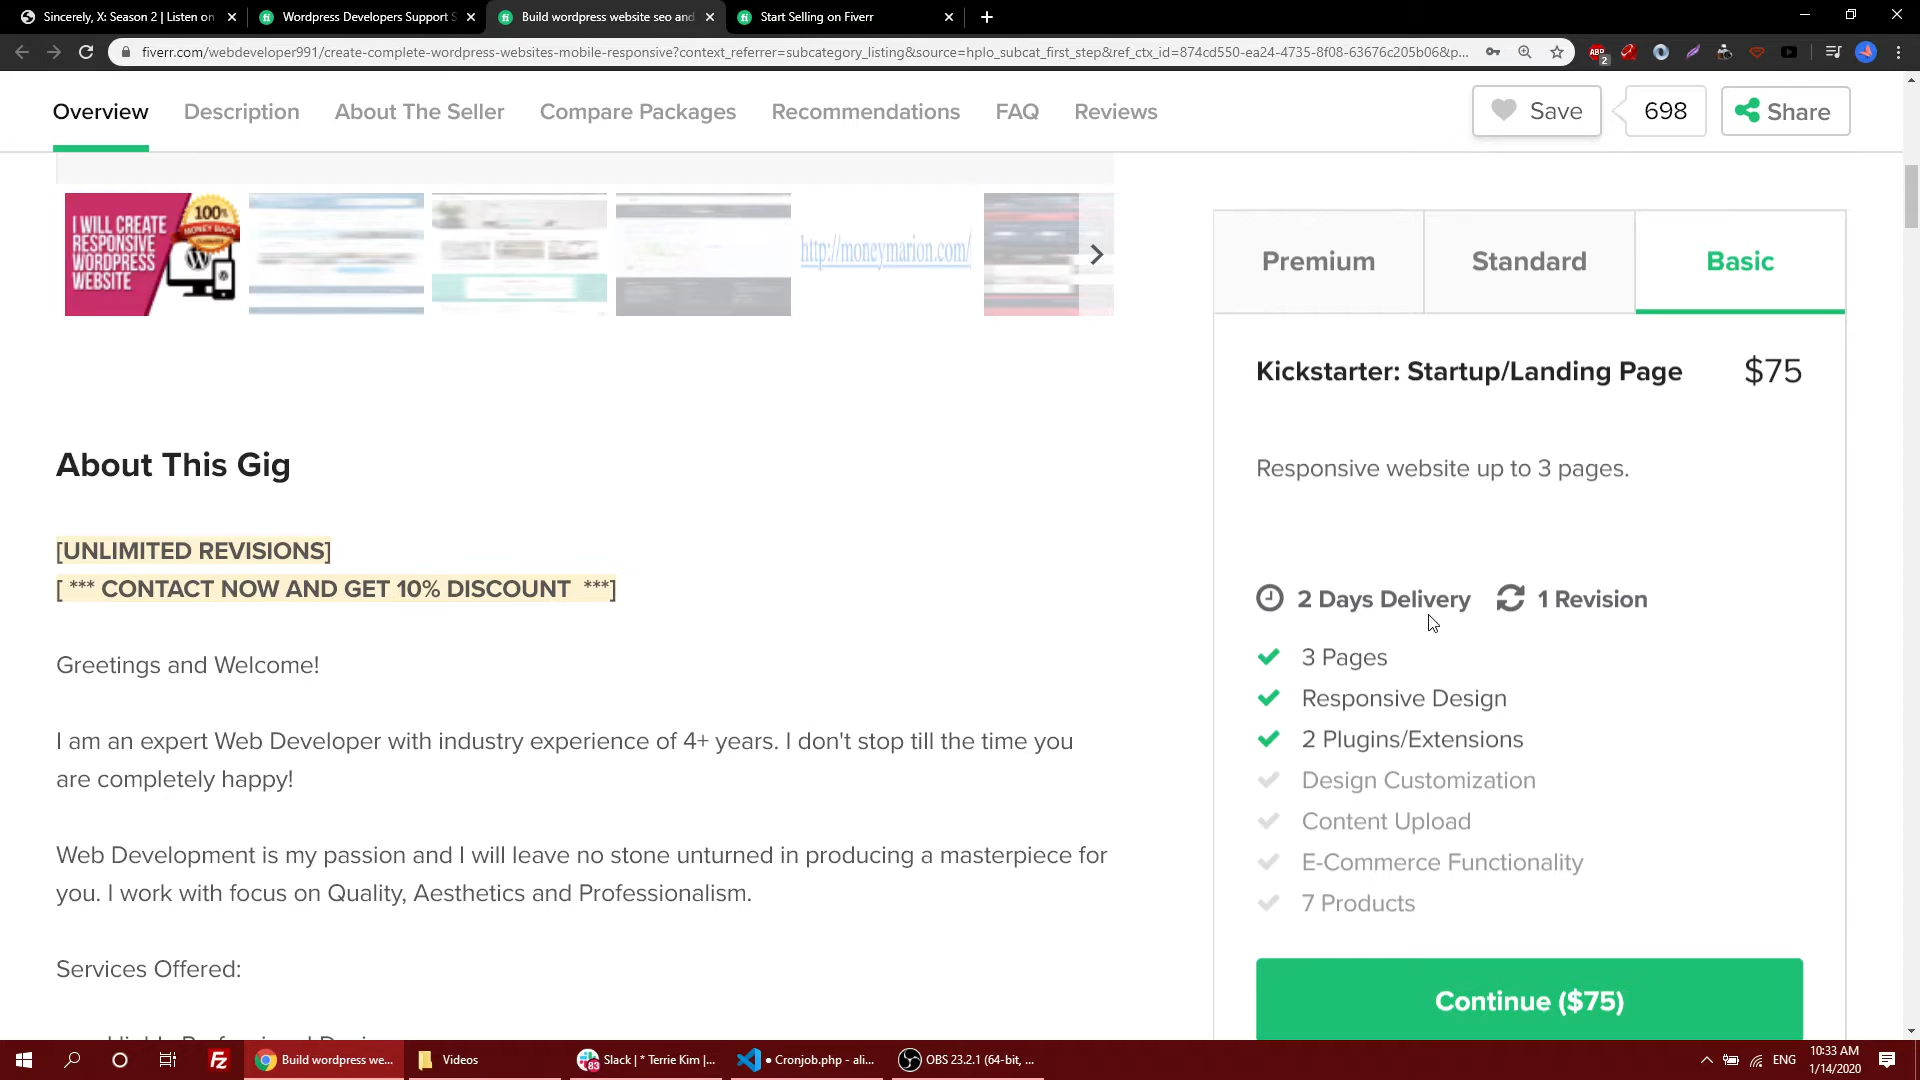 Sincerely, X: Season 2 | Listen on
Wordpress Developers Support S
Build wordpress website seo and
Start Selling on Fiverr
fiverr.com/webdeveloper991/create-complete-wordpress-websites-mobile-responsive?context_referrer=subcategory_listing&source=hplo_subcat_first_step&ref_ctx_id=874cd550-ea24-4735-8f08-63676c205b06&p...
ABP
2
Overview Description About The Seller Compare Packages Recommendations FAQ Reviews
Save 698 Share
I WILL CREATE
RESPONSIVE
WORDPRESS
WEBSITE
100%
MONEY BACK
http://moneymarion.com/
Premium Standard Basic
Kickstarter: Startup/Landing Page $75
Responsive website up to 3 pages.
2 Days Delivery 1 Revision
3 Pages
Responsive Design
2 Plugins/Extensions
Design Customization
Content Upload
E-Commerce Functionality
7 Products
Continue ($75)
About This Gig
[UNLIMITED REVISIONS]
[ *** CONTACT NOW AND GET 10% DISCOUNT ***]
Greetings and Welcome!
I am an expert Web Developer with industry experience of 4+ years. I don't stop till the time you
are completely happy!
Web Development is my passion and I will leave no stone unturned in producing a masterpiece for
you. I work with focus on Quality, Aesthetics and Professionalism.
Services Offered:
Build wordpress we...
Videos
83
Slack | * Terrie Kim |...
• Cronjob.php - ali...
OBS 23.2.1 (64-bit, ...
ENG
10:33 AM
1/14/2020